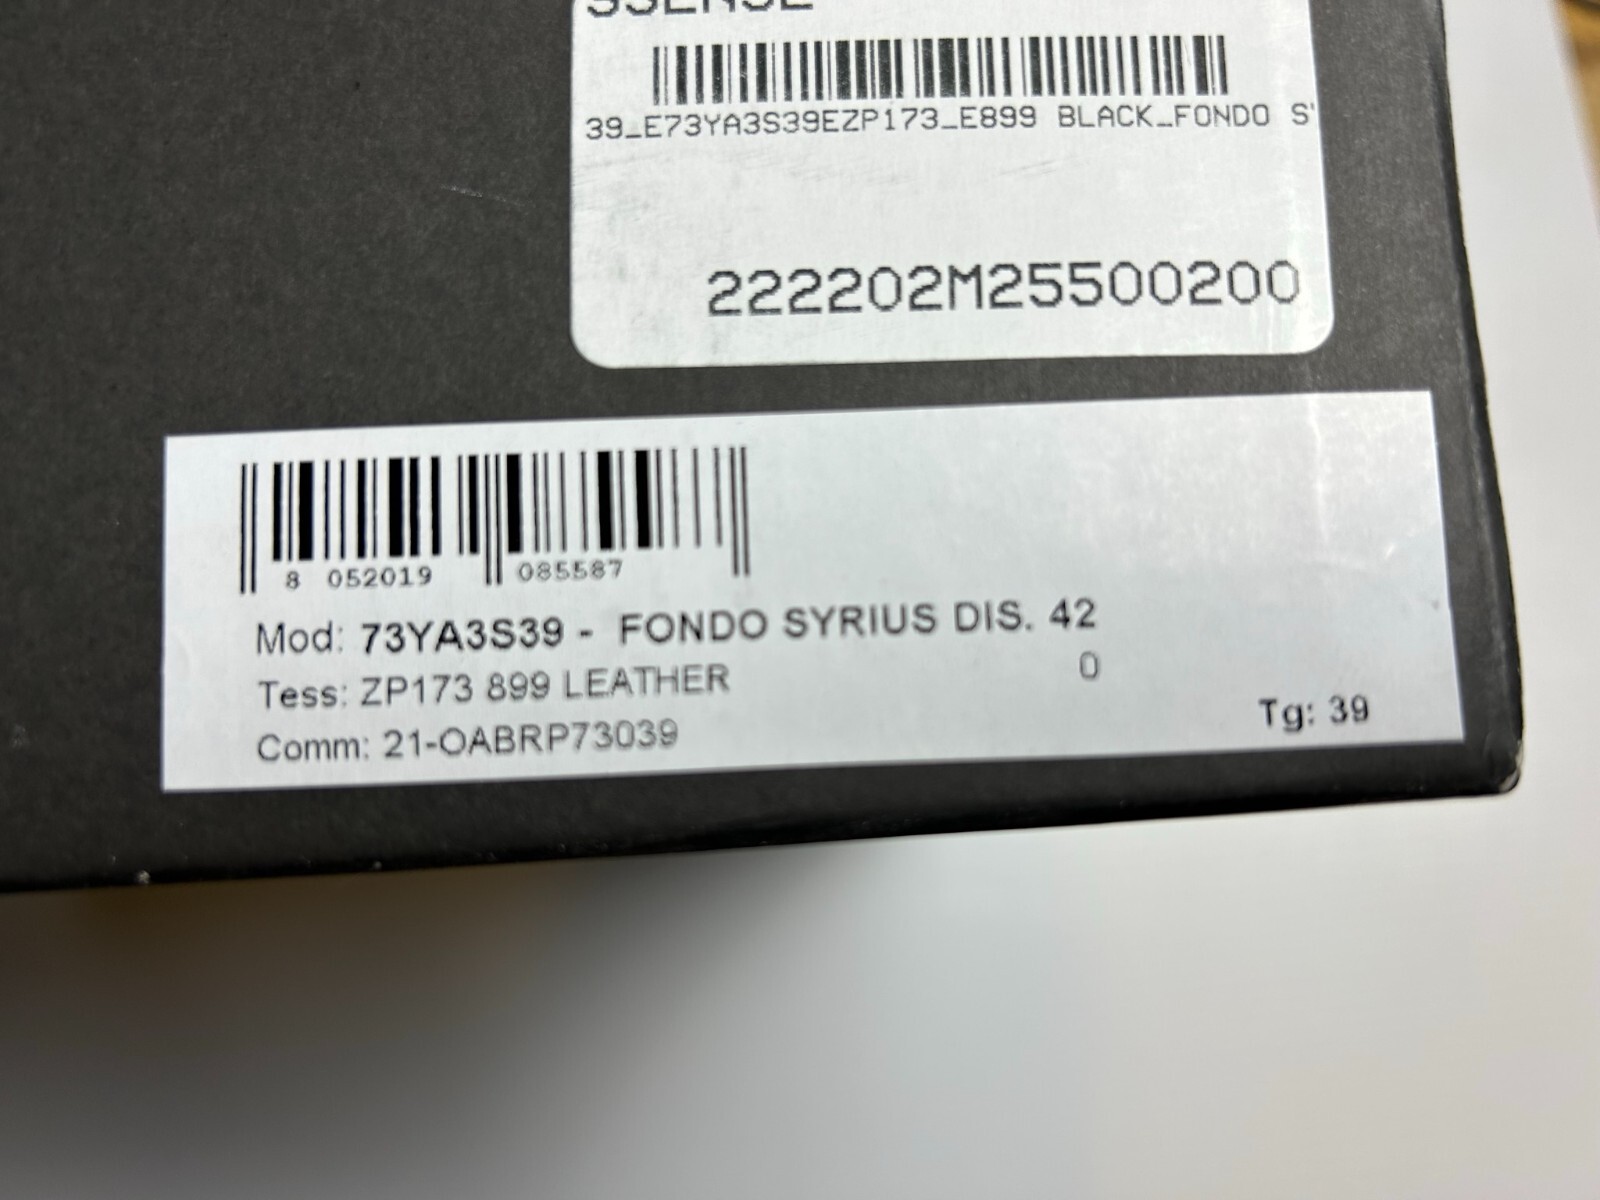 SSENSE
39_E73YA3S39EZP173_E899 BLACK_FONDO S
222202M25500200
8 052019 085587
Mod: 73YA3S39 - FONDO SYRIUS DIS. 42
Tess: ZP173 899 LEATHER 0
Comm: 21-OABRP73039
Tg: 39